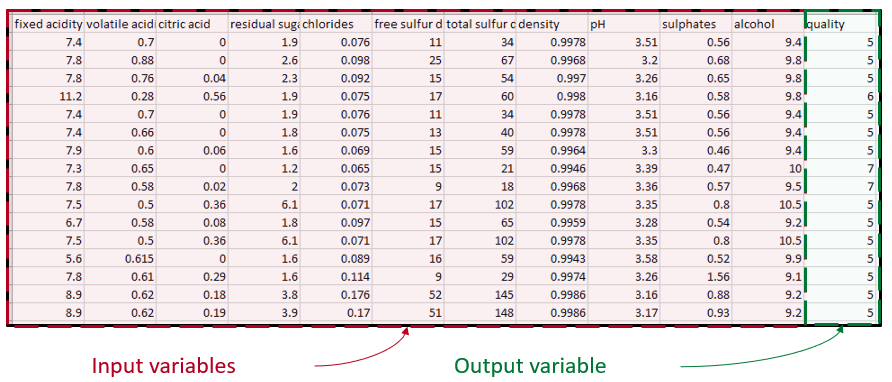 fixed acidity volatile acidi citric acid residual suga chlorides free sulfur d total sulfur d density pH sulphates alcohol quality
7.4 0.7 0 1.9 0.076 11 34 0.9978 3.51 0.56 9.4 5
7.8 0.88 0 2.6 0.098 25 67 0.9968 3.2 0.68 9.8 5
7.8 0.76 0.04 2.3 0.092 15 54 0.997 3.26 0.65 9.8 5
11.2 0.28 0.56 1.9 0.075 17 60 0.998 3.16 0.58 9.8 6
7.4 0.7 0 1.9 0.076 11 34 0.9978 3.51 0.56 9.4 5
7.4 0.66 0 1.8 0.075 13 40 0.9978 3.51 0.56 9.4 5
7.9 0.6 0.06 1.6 0.069 15 59 0.9964 3.3 0.46 9.4 5
7.3 0.65 0 1.2 0.065 15 21 0.9946 3.39 0.47 10 7
7.8 0.58 0.02 2 0.073 9 18 0.9968 3.36 0.57 9.5 7
7.5 0.5 0.36 6.1 0.071 17 102 0.9978 3.35 0.8 10.5 5
6.7 0.58 0.08 1.8 0.097 15 65 0.9959 3.28 0.54 9.2 5
7.5 0.5 0.36 6.1 0.071 17 102 0.9978 3.35 0.8 10.5 5
5.6 0.615 0 1.6 0.089 16 59 0.9943 3.58 0.52 9.9 5
7.8 0.61 0.29 1.6 0.114 9 29 0.9974 3.26 1.56 9.1 5
8.9 0.62 0.18 3.8 0.176 52 145 0.9986 3.16 0.88 9.2 5
8.9 0.62 0.19 3.9 0.17 51 148 0.9986 3.17 0.93 9.2 5
Input variables Output variable